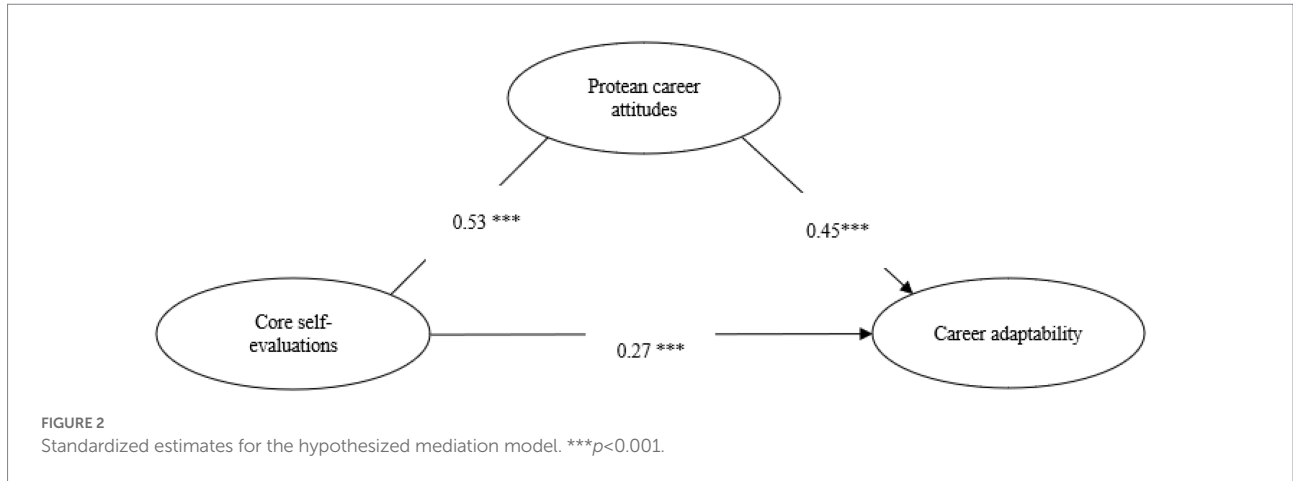 Protean career
attitudes
0.53 ***
0.45***
Core self-
evaluations
0.27 ***
Career adaptability
FIGURE 2
Standardized estimates for the hypothesized mediation model. ***p<0.001.